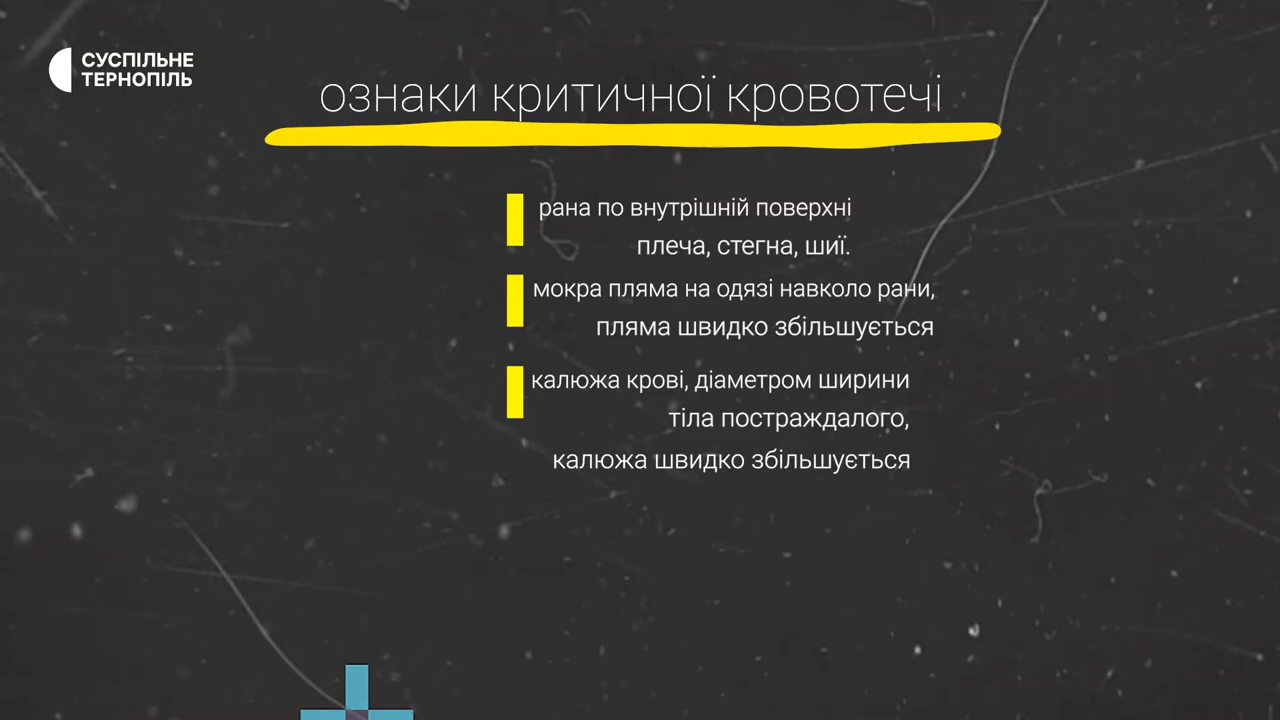 СУСПІЛЬНЕ
ТЕРНОПІЛЬ
ознаки критичної кровотечі
рана по внутрішній поверхні
плеча, стегна, шиї.
мокра пляма на одязі навколо рани,
пляма швидко збільшується
калюжа крові, діаметром ширини
тіла постраждалого,
калюжа швидко збільшується